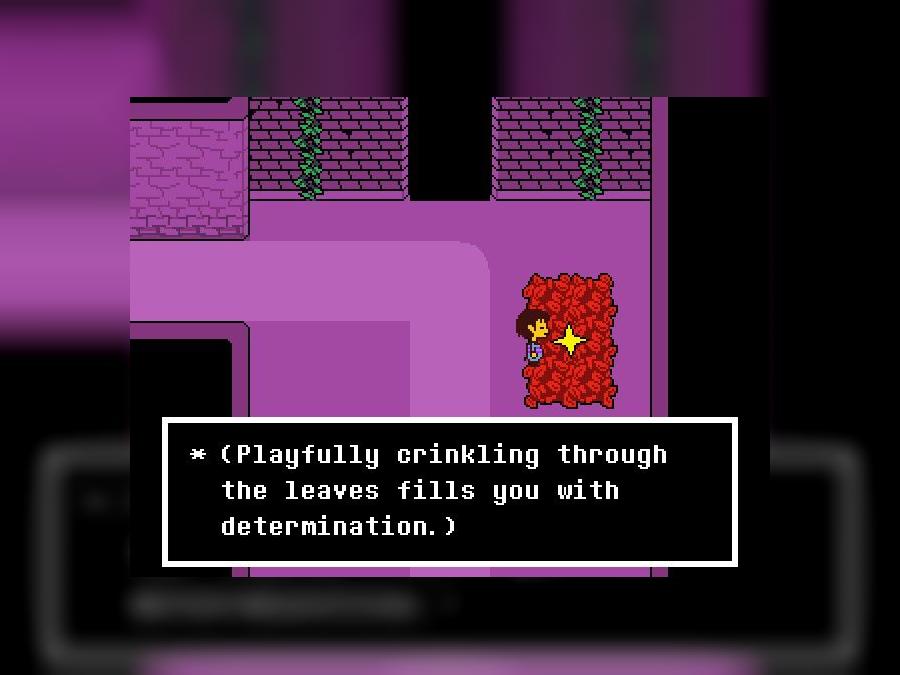 * (Playfully crinkling through
the leaves fills you with
determination.)